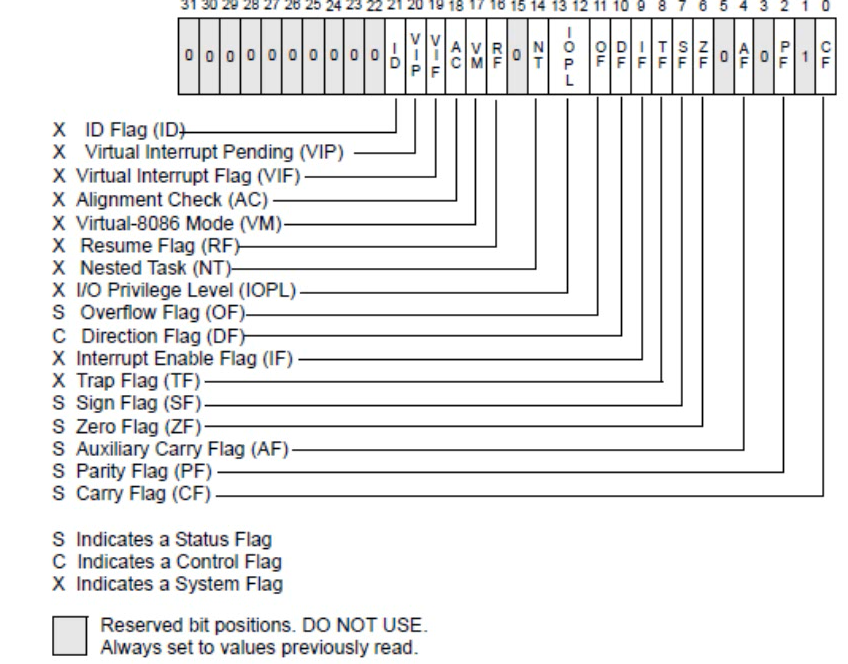 31 30 29 28 27 26 25 24 23 22 21 20 19 18 17 16 15 14 13 12 11 10 9 8 7 6 5 4 3 2 1 0
0 0 0 0 0 0 0 0 0 0 ID VIP VIF AC VM RF 0 NT IOPL OF DF IF TF SF ZF 0 AF 0 PF 1 CF
X ID Flag (ID)
X Virtual Interrupt Pending (VIP)
X Virtual Interrupt Flag (VIF)
X Alignment Check (AC)
X Virtual-8086 Mode (VM)
X Resume Flag (RF)
X Nested Task (NT)
X I/O Privilege Level (IOPL)
S Overflow Flag (OF)
C Direction Flag (DF)
X Interrupt Enable Flag (IF)
X Trap Flag (TF)
S Sign Flag (SF)
S Zero Flag (ZF)
S Auxiliary Carry Flag (AF)
S Parity Flag (PF)
S Carry Flag (CF)
S Indicates a Status Flag
C Indicates a Control Flag
X Indicates a System Flag
Reserved bit positions. DO NOT USE.
Always set to values previously read.